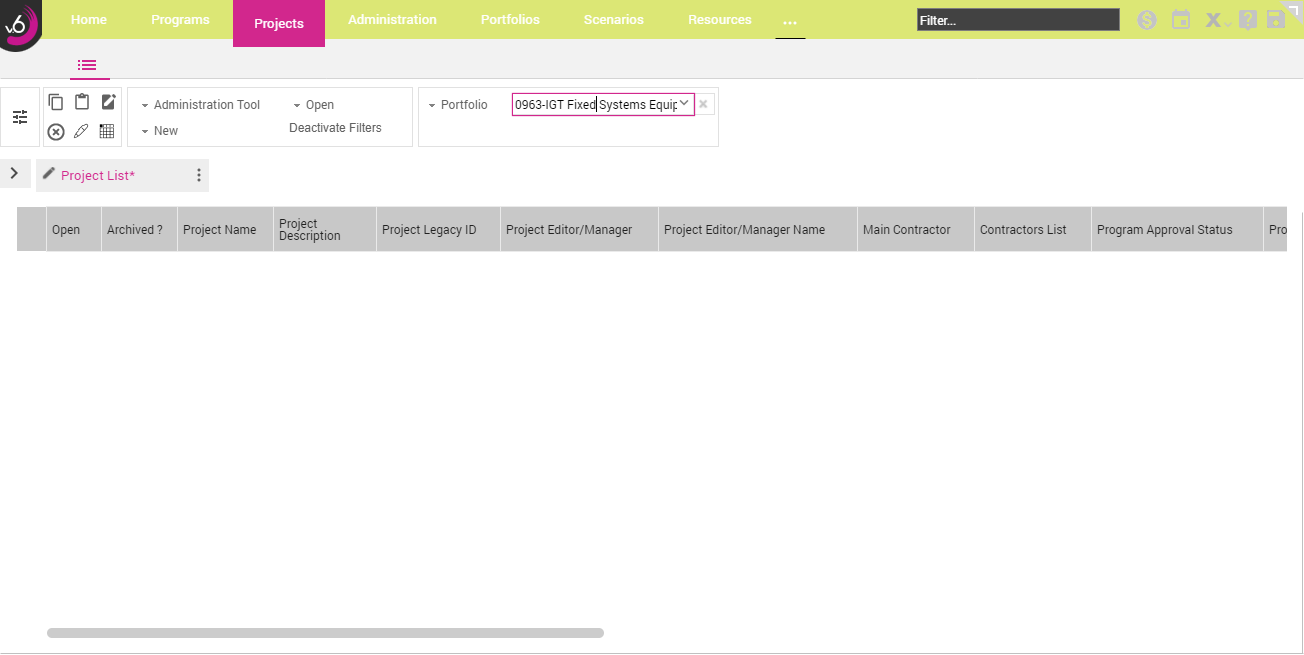 v.6
Home Programs Projects Administration Portfolios Scenarios Resources ... Filter...
Administration Tool Open Portfolio 0963-IGT Fixed Systems Equip
New Deactivate Filters
Project List*
Open Archived ? Project Name Project Description Project Legacy ID Project Editor/Manager Project Editor/Manager Name Main Contractor Contractors List Program Approval Status Pro